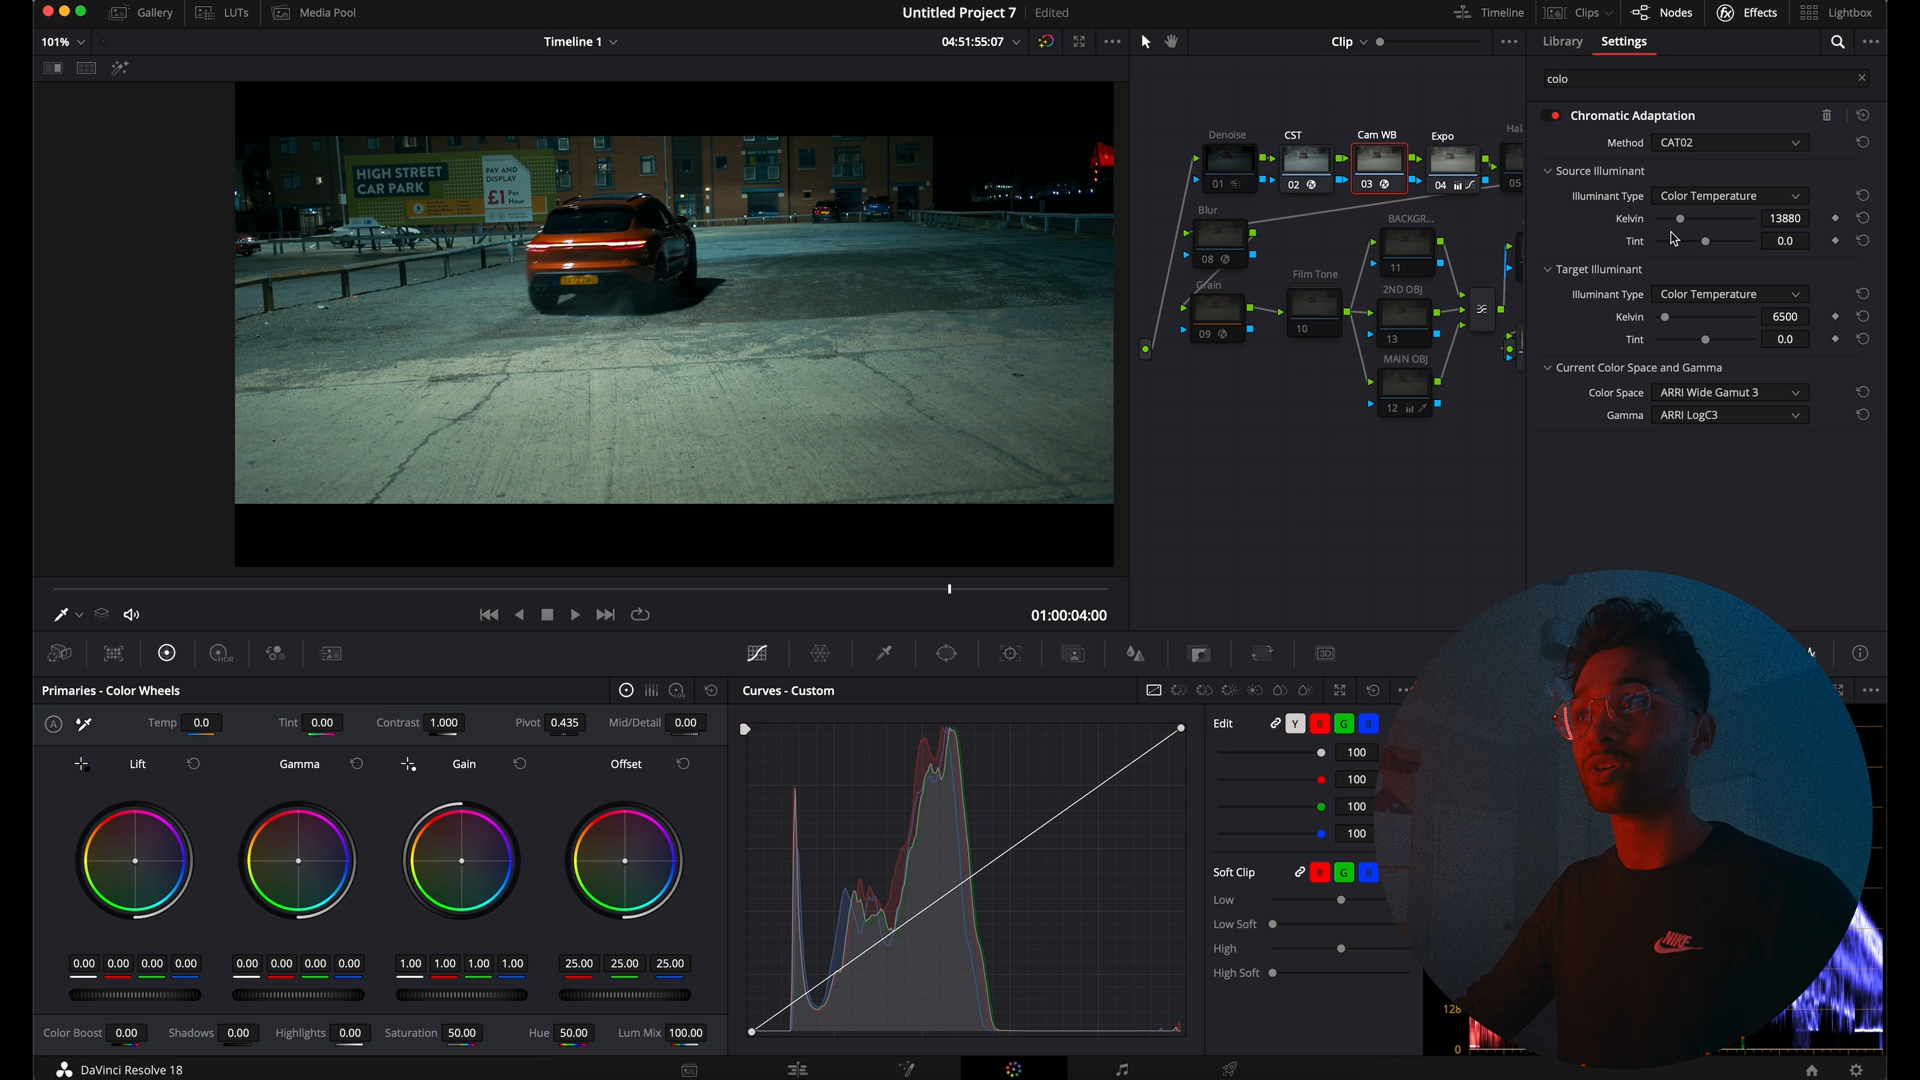 Gallery LUTs Media Pool Untitled Project 7 Edited Timeline Clips Nodes Effects Lightbox
101% Timeline 1 04:51:55:07 Clip Library Settings
colo
Chromatic Adaptation
Method CAT02
Source Illuminant
Illuminant Type Color Temperature
Kelvin 13880
Tint 0.0
Target Illuminant
Illuminant Type Color Temperature
Kelvin 6500
Tint 0.0
Current Color Space and Gamma
Color Space ARRI Wide Gamut 3
Gamma ARRI LogC3
Denoise CST Cam WB Expo Hal
01 02 03 04 05
Blur BACKGR...
08 11
Grain Film Tone 2ND OBJ
09 10 13
MAIN OBJ
12
HIGH STREET
CAR PARK
PAY AND
DISPLAY
£1 Per
Hour
01:00:04:00
HDR 3D
Primaries - Color Wheels LOG Curves - Custom
A Temp 0.0 Tint 0.00 Contrast 1.000 Pivot 0.435 Mid/Detail 0.00
Lift Gamma Gain Offset
0.00 0.00 0.00 0.00 0.00 0.00 0.00 0.00 1.00 1.00 1.00 1.00 25.00 25.00 25.00
Color Boost 0.00 Shadows 0.00 Highlights 0.00 Saturation 50.00 Hue 50.00 Lum Mix 100.00
Edit Y R G B
100
100
100
100
Soft Clip R G B
Low
Low Soft
High
High Soft
128
0
NIKE
DaVinci Resolve 18